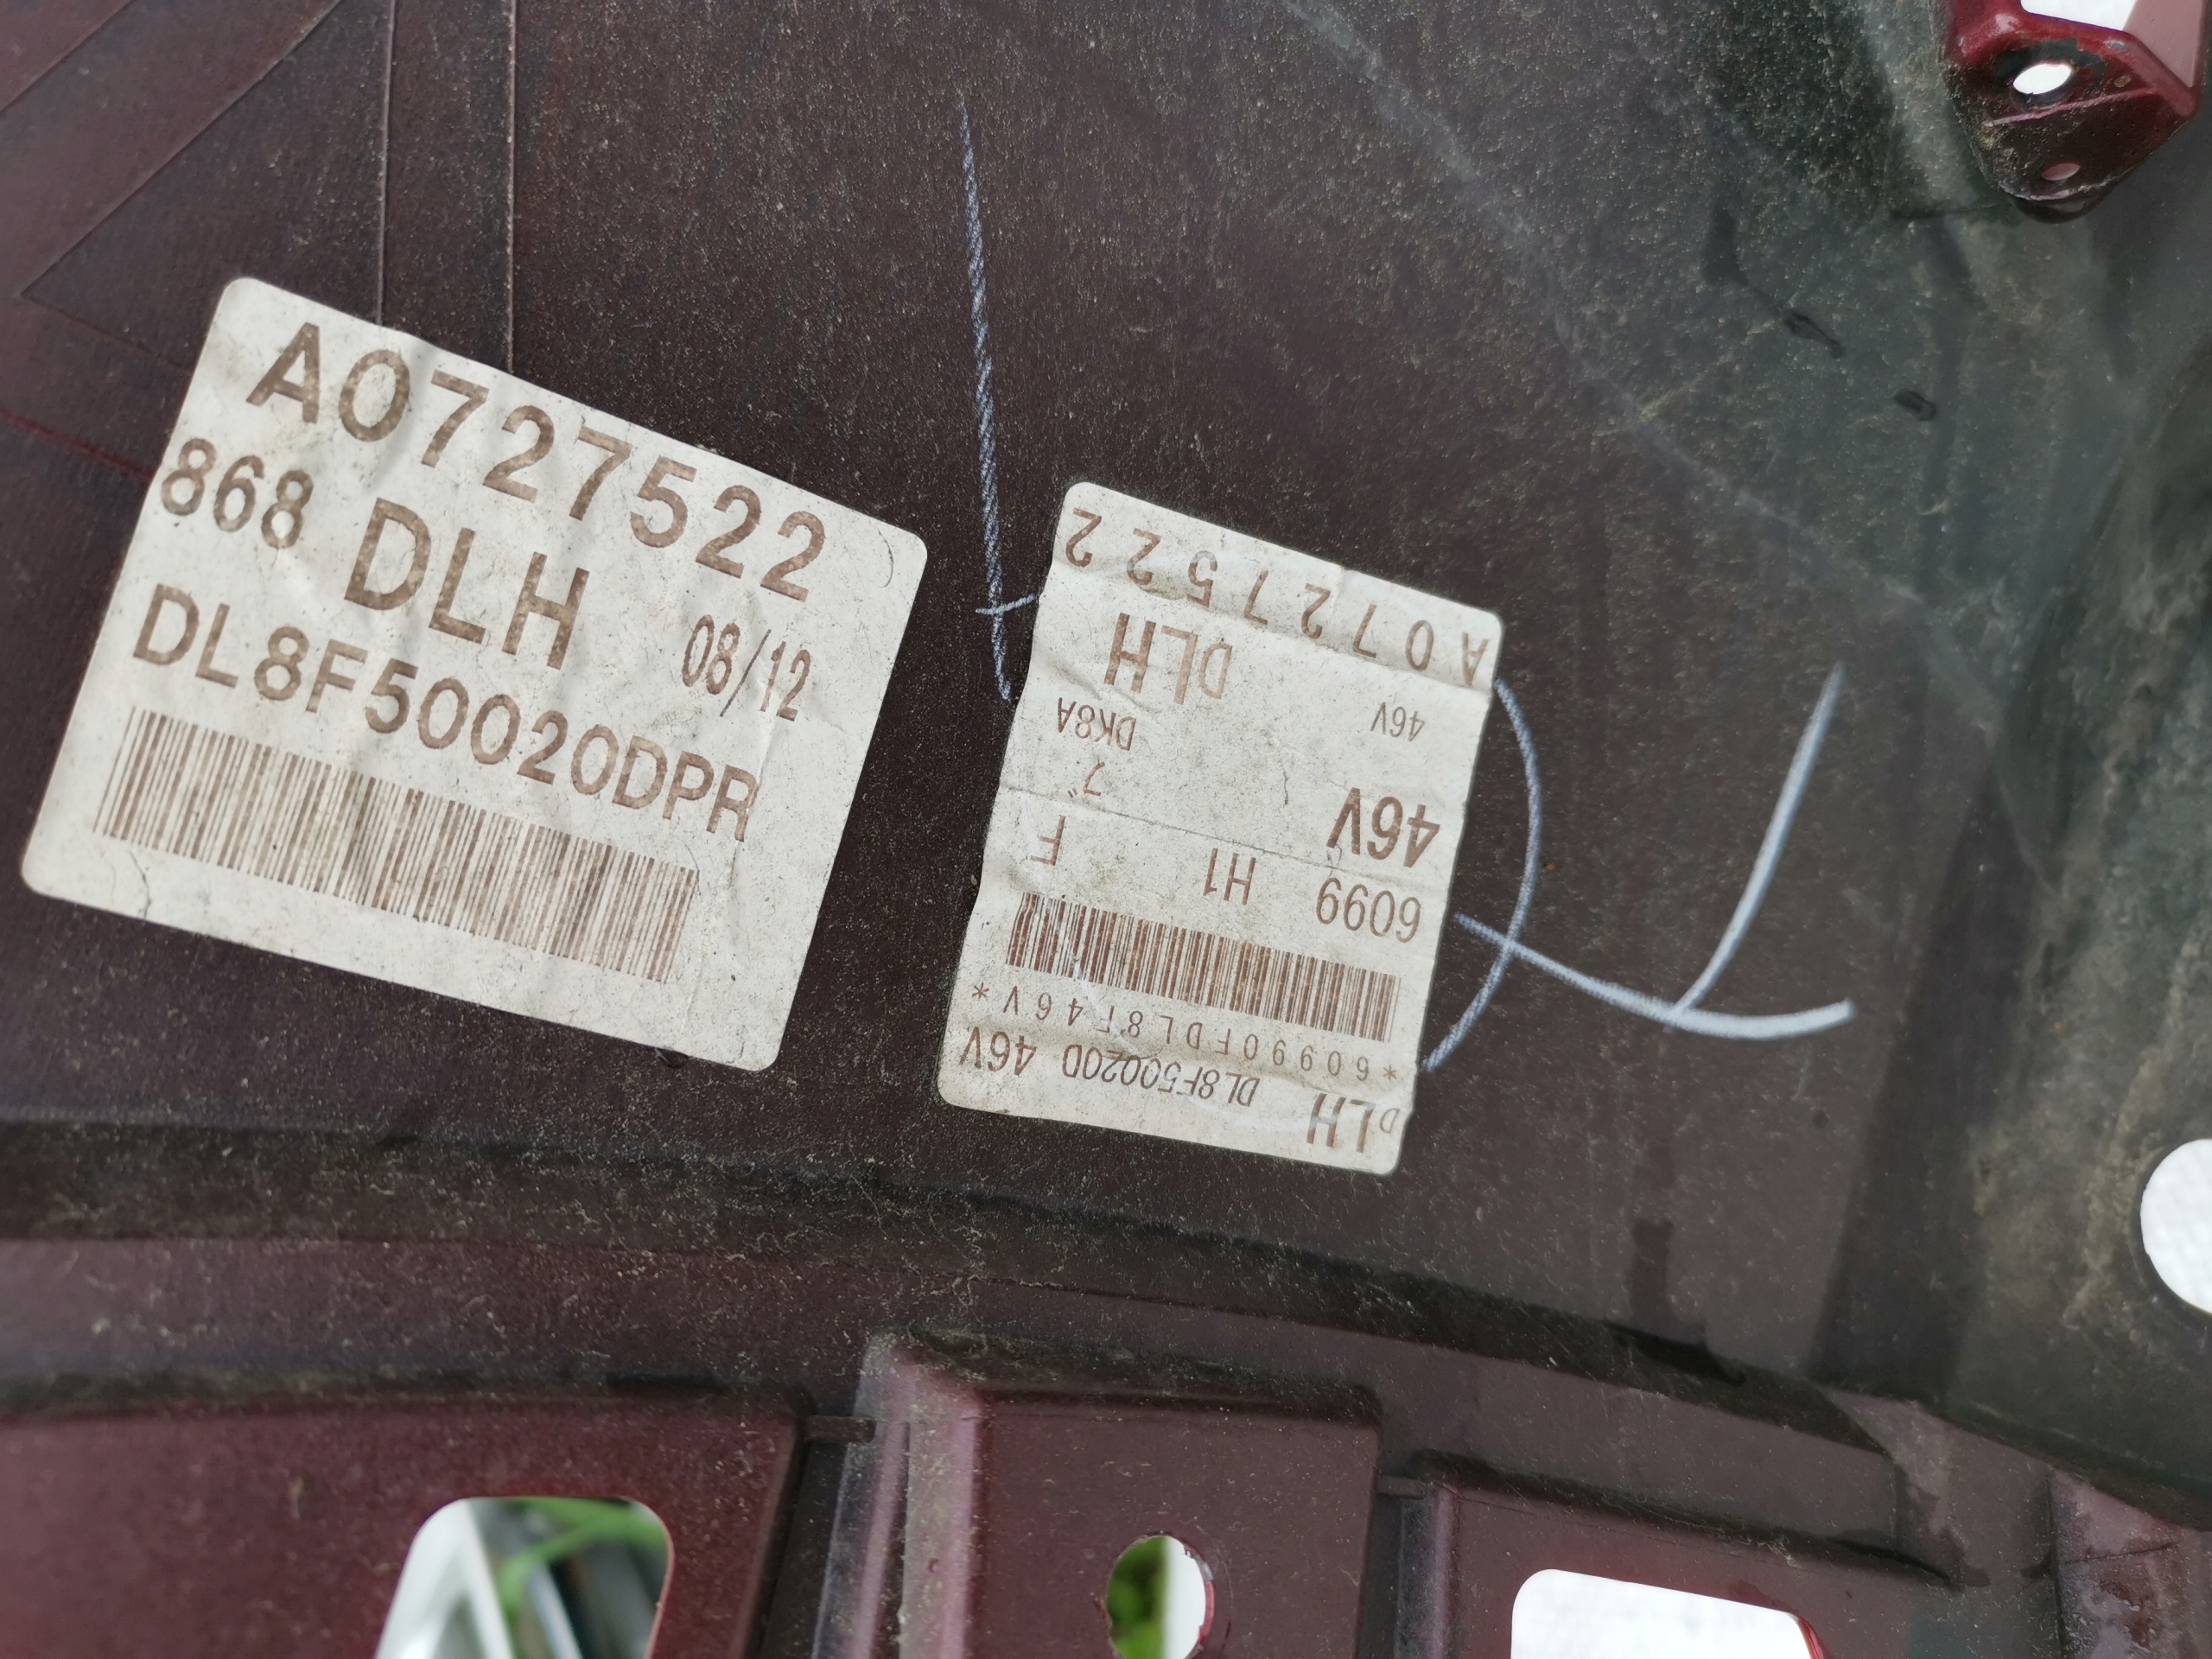 A0727522
868 DLH 08/12
DL8F50020DPR
DLH DL8F50020D 46V
*60990FDL8F46V*
6099 H1 F
46V 7"
46V DK8A
DLH
A0727522